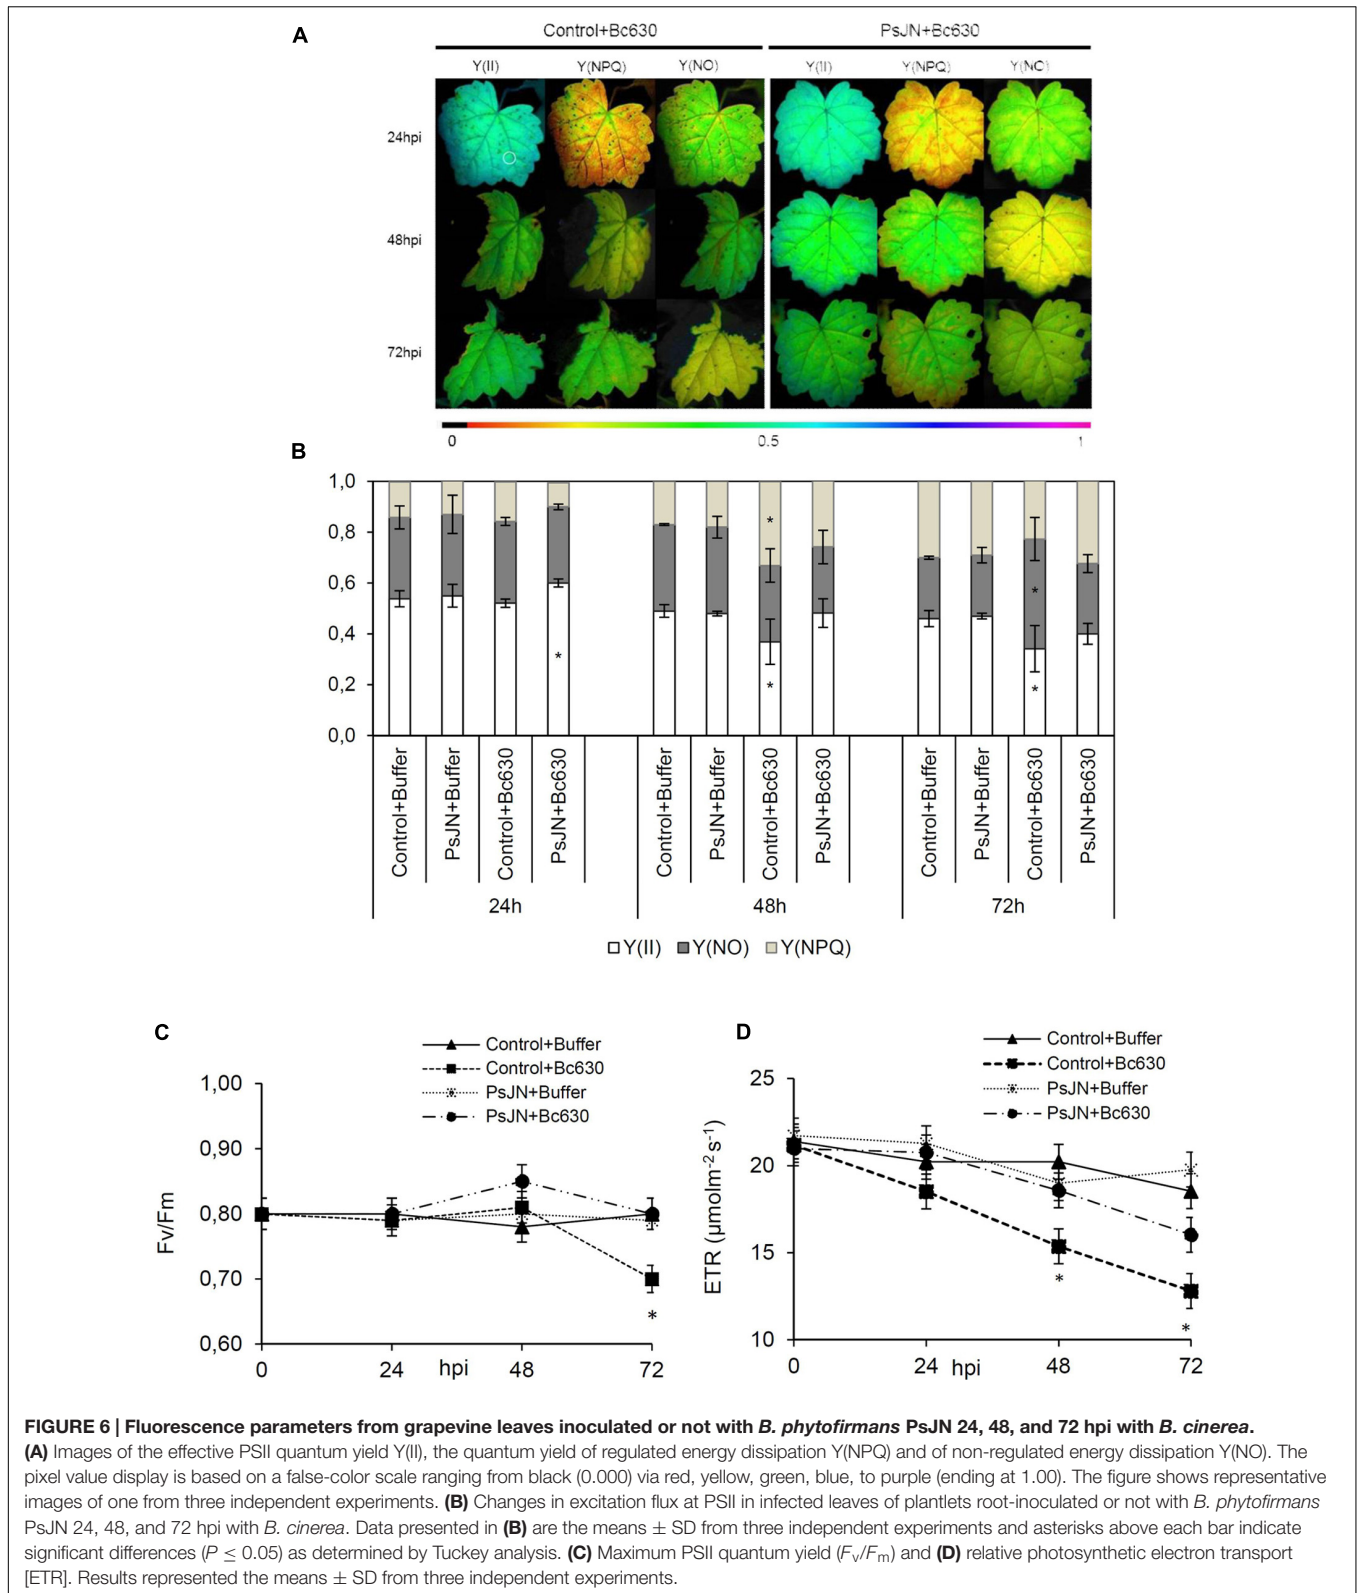 A
Control+Bc630 PsJN+Bc630
Y(II) Y(NPQ) Y(NO) Y(II) Y(NPQ) Y(NO)
24hpi
48hpi
72hpi
0 0.5 1
B
1,0
0,8
0,6
0,4
0,2
0,0
* * * * *
Control+Buffer PsJN+Buffer Control+Bc630 PsJN+Bc630 Control+Buffer PsJN+Buffer Control+Bc630 PsJN+Bc630 Control+Buffer PsJN+Buffer Control+Bc630 PsJN+Bc630
24h 48h 72h
Y(II) Y(NO) Y(NPQ)
C
Control+Buffer
Control+Bc630
PsJN+Buffer
PsJN+Bc630
1,00
0,90
0,80
0,70
0,60
Fv/Fm
*
0 24 hpi 48 72
D
Control+Buffer
Control+Bc630
PsJN+Buffer
PsJN+Bc630
25
20
15
10
ETR (µmolm⁻² s⁻¹)
*
*
0 24 hpi 48 72
FIGURE 6 | Fluorescence parameters from grapevine leaves inoculated or not with B. phytofirmans PsJN 24, 48, and 72 hpi with B. cinerea.
(A) Images of the effective PSII quantum yield Y(II), the quantum yield of regulated energy dissipation Y(NPQ) and of non-regulated energy dissipation Y(NO). The
pixel value display is based on a false-color scale ranging from black (0.000) via red, yellow, green, blue, to purple (ending at 1.00). The figure shows representative
images of one from three independent experiments. (B) Changes in excitation flux at PSII in infected leaves of plantlets root-inoculated or not with B. phytofirmans
PsJN 24, 48, and 72 hpi with B. cinerea. Data presented in (B) are the means ± SD from three independent experiments and asterisks above each bar indicate
significant differences (P ≤ 0.05) as determined by Tuckey analysis. (C) Maximum PSII quantum yield (Fv/Fm) and (D) relative photosynthetic electron transport
[ETR]. Results represented the means ± SD from three independent experiments.